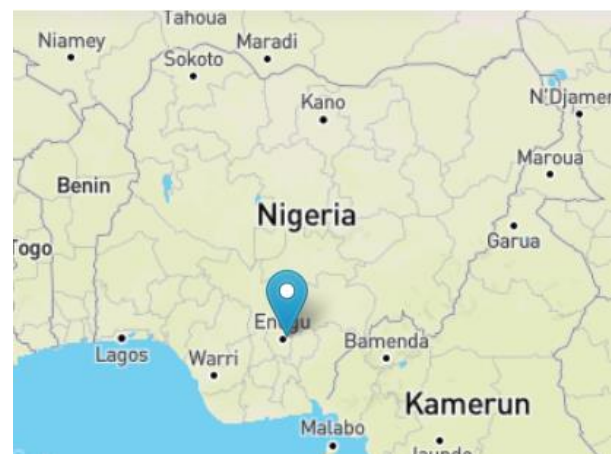 Tahoua
Niamey
Maradi
Sokoto
Kano
N'Djamer
Maroua
Benin
Nigeria
Togo
Garua
Lagos
Warri
Bamenda
Kamerun
Malabo